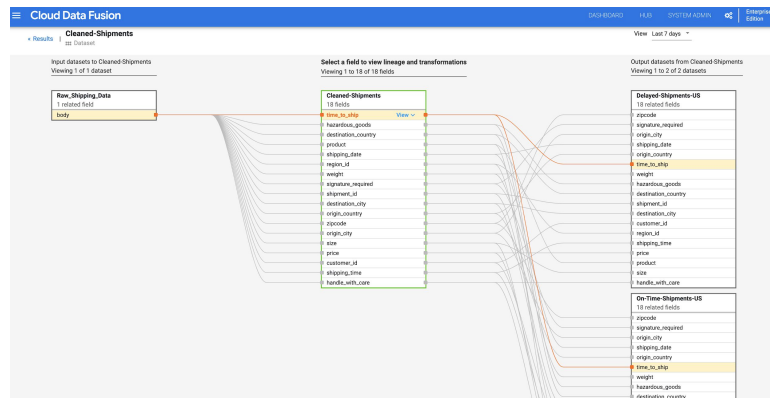 Cloud Data Fusion
DASHBOARD HUB SYSTEM ADMIN Enterprise
Edition
« Results | Cleaned-Shipments
Dataset
View Last 7 days
Input datasets to Cleaned-Shipments
Viewing 1 of 1 dataset
Raw_Shipping_Data
1 related field
body
Select a field to view lineage and transformations
Viewing 1 to 18 of 18 fields
Cleaned-Shipments
18 fields
time_to_ship View
hazardous_goods
destination_country
product
shipping_date
region_id
weight
signature_required
shipment_id
destination_city
origin_country
zipcode
origin_city
size
price
customer_id
shipping_time
handle_with_care
Output datasets from Cleaned-Shipments
Viewing 1 to 2 of 2 datasets
Delayed-Shipments-US
18 related fields
zipcode
signature_required
origin_city
shipping_date
origin_country
time_to_ship
weight
hazardous_goods
destination_country
shipment_id
destination_city
customer_id
region_id
shipping_time
price
product
size
handle_with_care
On-Time-Shipments-US
18 related fields
zipcode
signature_required
origin_city
shipping_date
origin_country
time_to_ship
weight
hazardous_goods
destination_country